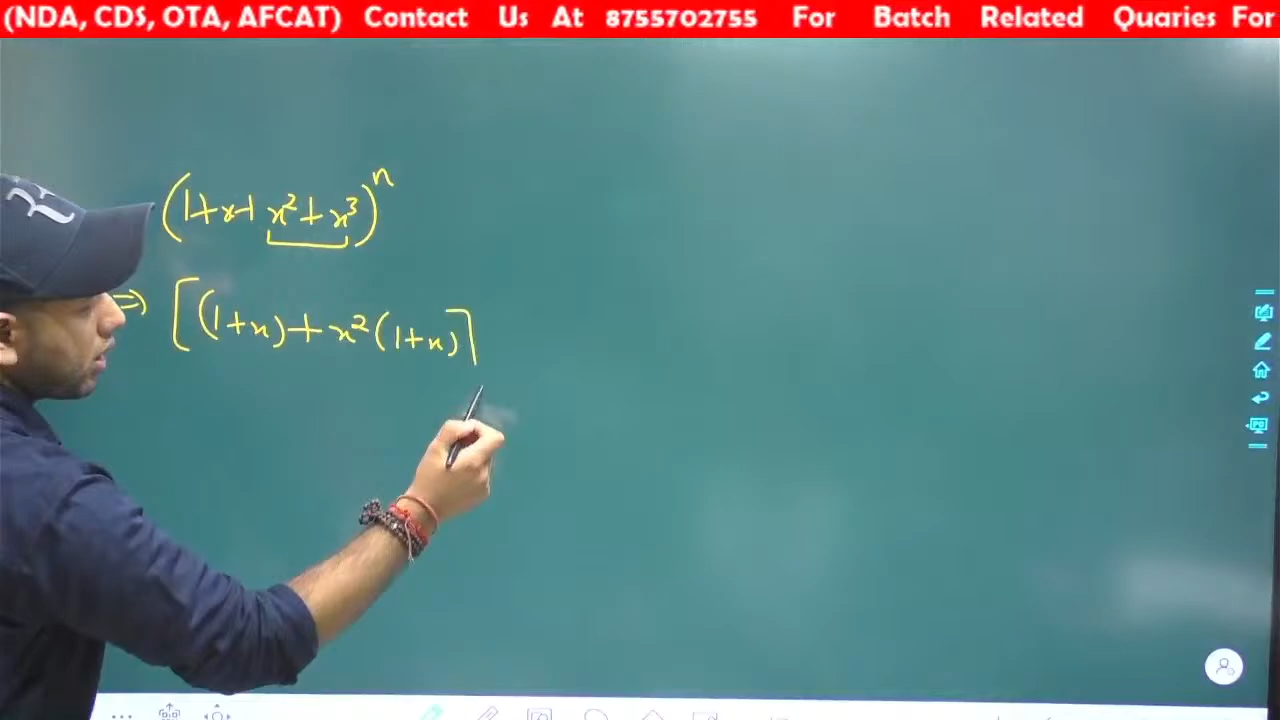 (NDA, CDS, OTA, AFCAT) Contact Us At 8755702755 For Batch Related Quaries For
(1+x+x²+x³)ⁿ
⇒ [(1+x)+x²(1+x)]